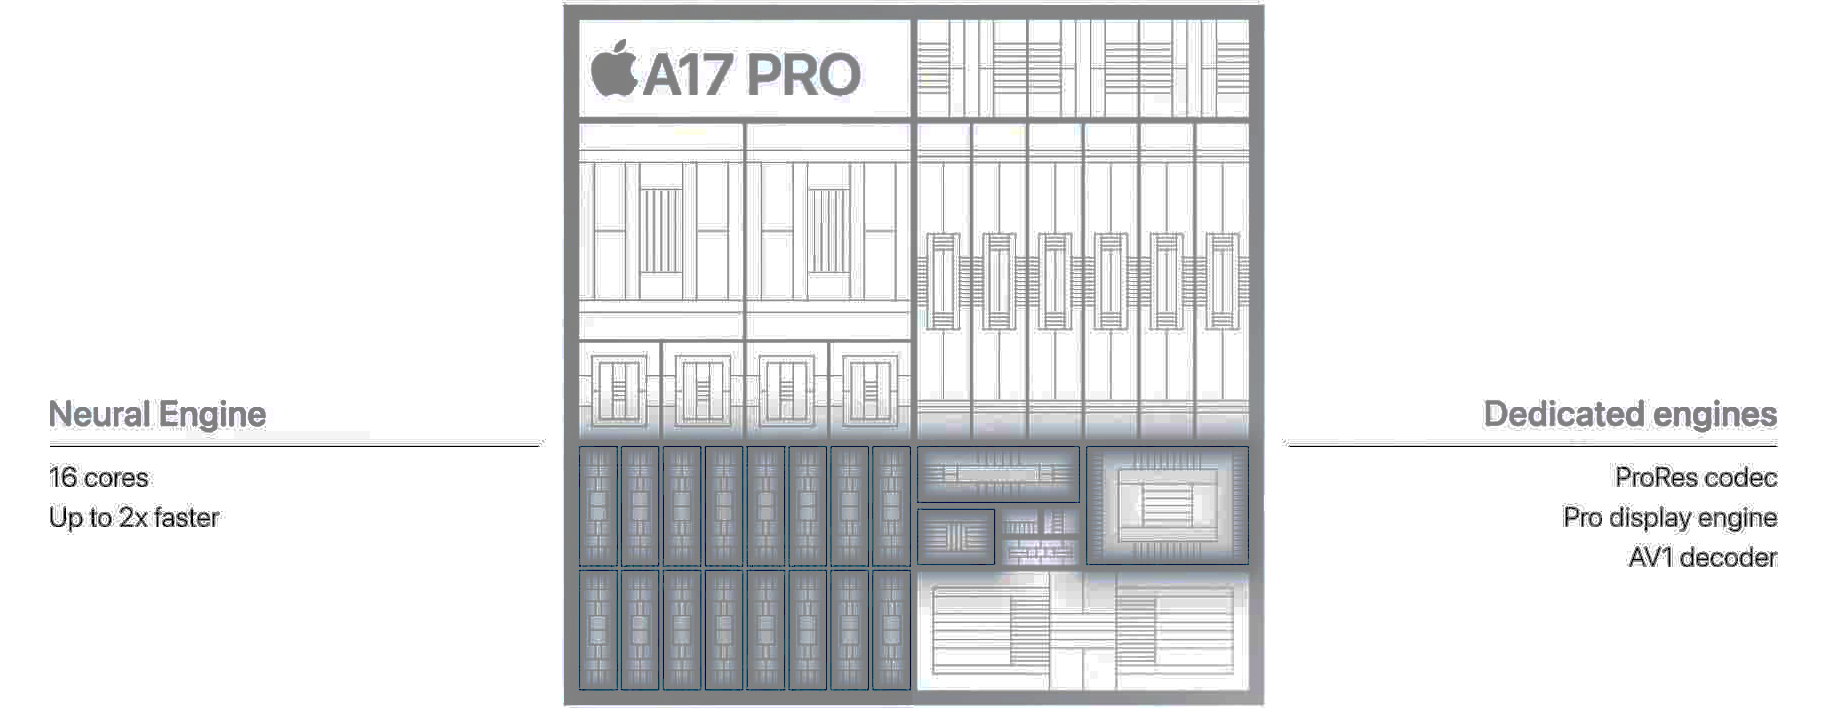 A17 PRO
Neural Engine
16 cores
Up to 2x faster
Dedicated engines
ProRes codec
Pro display engine
AV1 decoder